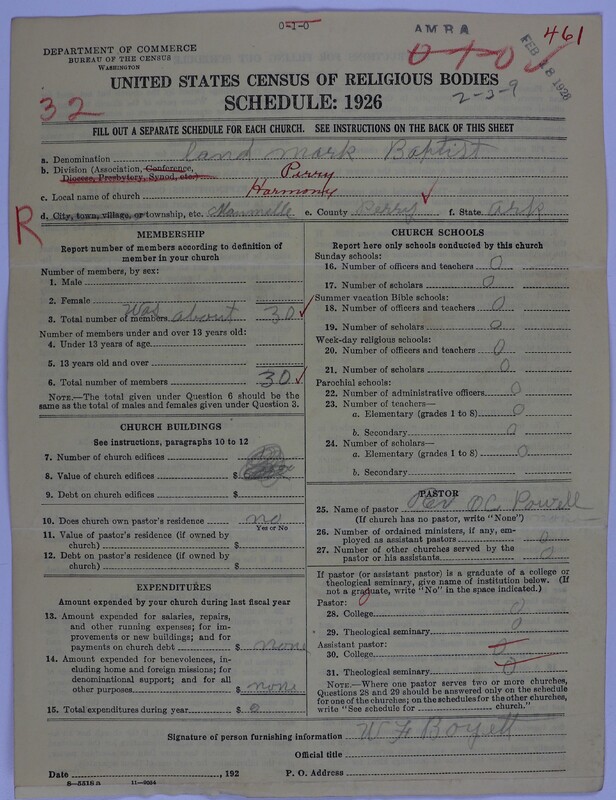 0-1-0
AMRA
461
0 1 0
FEB 8 1928
DEPARTMENT OF COMMERCE
BUREAU OF THE CENSUS
WASHINGTON
2-3-9
UNITED STATES CENSUS OF RELIGIOUS BODIES
32
SCHEDULE: 1926
FILL OUT A SEPARATE SCHEDULE FOR EACH CHURCH. SEE INSTRUCTIONS ON THE BACK OF THIS SHEET
a. Denomination land mark Baptist
b. Division (Association, Conference, Diocese, Presbytery, Synod, etc.) Perry
c. Local name of church Harmony
d. City, town, village, or township, etc. e. County Perry f. State Ark
R
MEMBERSHIP
Report number of members according to definition of
member in your church
Number of members, by sex:
1. Male
2. Female
3. Total number of members Was about 30
Number of members under and over 13 years old:
4. Under 13 years of age
5. 13 years old and over
6. Total number of members 30
NOTE.—The total given under Question 6 should be
same as the total of males and females given under Question 3.
CHURCH BUILDINGS
See instructions, paragraphs 10 to 12
7. Number of church edifices
8. Value of church edifices $
9. Debt on church edifices $
10. Does church own pastor's residence no
Yes or No
11. Value of pastor's residence (if owned by
church) $
12. Debt on pastor's residence (if owned by
church) $
EXPENDITURES
Amount expended by your church during last fiscal year
13. Amount expended for salaries, repairs,
and other running expenses; for im-
provements or new buildings; and for
payments on church debt $ none
14. Amount expended for benevolences, in-
cluding home and foreign missions; for
denominational support; and for all
other purposes $ none
15. Total expenditures during year $ 0
CHURCH SCHOOLS
Report here only schools conducted by this church
Sunday schools:
16. Number of officers and teachers 0
17. Number of scholars 0
Summer vacation Bible schools:
18. Number of officers and teachers 0
19. Number of scholars 0
Week-day religious schools:
20. Number of officers and teachers 0
21. Number of scholars 0
Parochial schools:
22. Number of administrative officers 0
23. Number of teachers—
a. Elementary (grades 1 to 8) 0
b. Secondary 0
24. Number of scholars—
a. Elementary (grades 1 to 8) 0
b. Secondary
PASTOR
25. Name of pastor Rev OC Powell
(If church has no pastor, write "None")
26. Number of ordained ministers, if any, em-
ployed as assistant pastors 0
27. Number of other churches served by the
pastor or his assistants 0
If pastor (or assistant pastor) is a graduate of a college or
theological seminary, give name of institution below. (If
not a graduate, write "No" in the space indicated.)
Pastor: 0
28. College 0
29. Theological seminary 0
Assistant pastor:
30. College 0
31. Theological seminary 0
NOTE.—Where one pastor serves two or more churches,
Questions 28 and 29 should be answered only on the schedule
for one of the churches; on the schedules for the other churches,
write "See schedule for church."
Signature of person furnishing information W F Boyett
Official title
Date , 192 P. O. Address
8-5518 a 11-9034